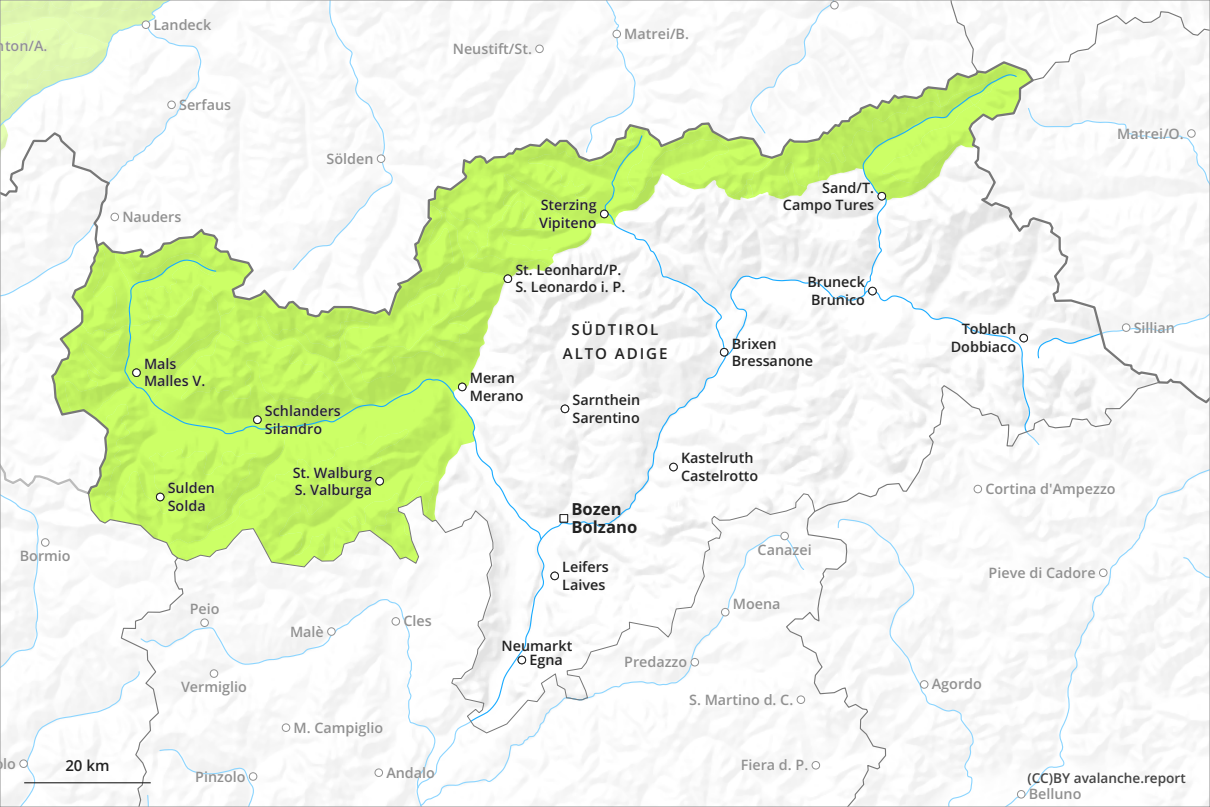 Landeck
nton/A.
Neustift/St.
Matrei/B.
Serfaus
Matrei/O.
Sölden
Nauders
Sterzing
Vipiteno
Sand/T.
Campo Tures
St. Leonhard/P.
S. Leonardo i. P.
Bruneck
Brunico
SÜDTIROL
ALTO ADIGE
Toblach
Dobbiaco
Sillian
Brixen
Bressanone
Mals
Malles V.
Meran
Merano
Schlanders
Silandro
Sarnthein
Sarentino
Kastelruth
Castelrotto
St. Walburg
S. Valburga
Sulden
Solda
Cortina d'Ampezzo
Bozen
Bolzano
Bormio
Canazei
Leifers
Laives
Pieve di Cadore
Peio
Moena
Malè
Cles
Neumarkt
Egna
Predazzo
Vermiglio
Agordo
S. Martino d. C.
M. Campiglio
olo
20 km
Pinzolo
Andalo
Fiera d. P.
(CC)BY avalanche.report
Belluno